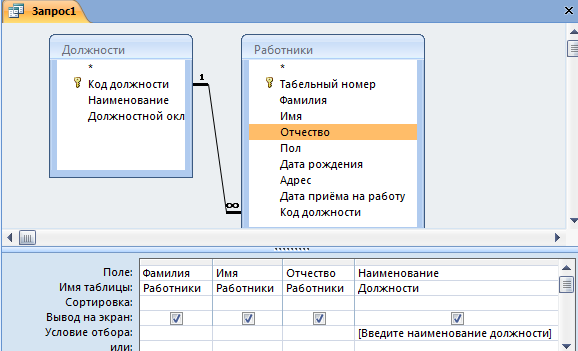 Запрос1
Должности
*
Код должности
Наименование
Должностной окл
1
Работники
*
Табельный номер
Фамилия
Имя
Отчество
Пол
Дата рождения
Адрес
Дата приёма на работу
Код должности
∞
Поле: Фамилия Имя Отчество Наименование
Имя таблицы: Работники Работники Работники Должности
Сортировка:
Вывод на экран:
Условие отбора: [Введите наименование должности]
или: